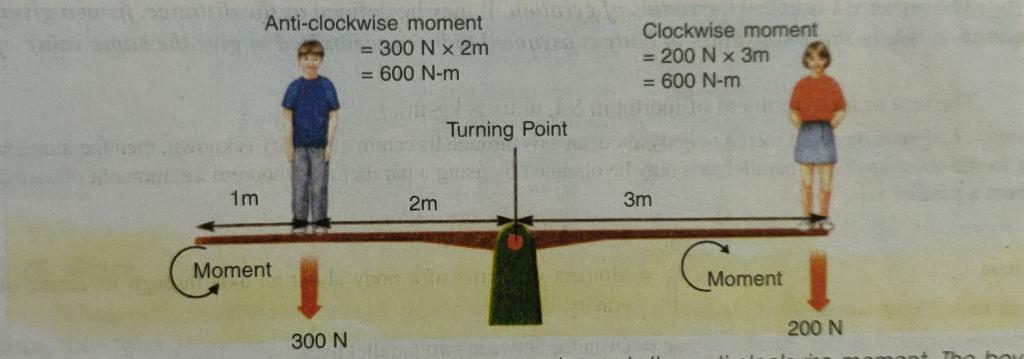 Anti-clockwise moment
= 300 N × 2m
= 600 N-m
Clockwise moment
= 200 N × 3m
= 600 N-m
Turning Point
1m
2m
3m
Moment
Moment
300 N
200 N